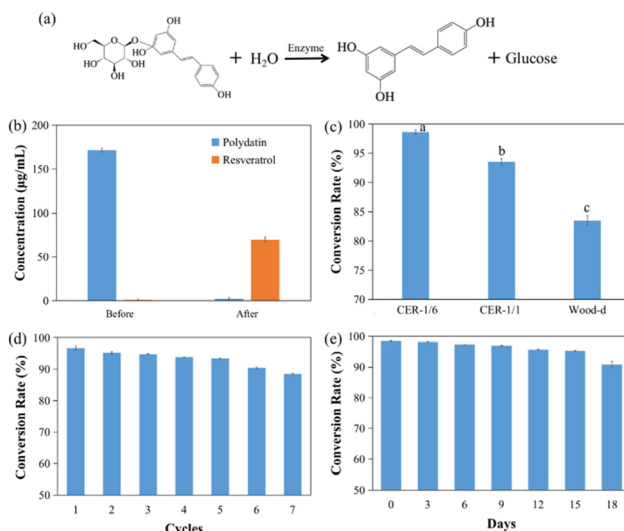 (a)
OH
HO
O
O
HO
HO
OH
OH
OH
+ H₂O
Enzyme
HO
OH
OH
+ Glucose
(b)
200
150
100
50
0
Concentration (µg/mL)
Polydatin
Resveratrol
Before
After
(c)
100
95
90
85
80
75
70
Conversion Rate (%)
a
b
c
CER-1/6
CER-1/1
Wood-d
(d)
100
90
80
70
60
50
Conversion Rate (%)
1 2 3 4 5 6 7
Cycles
(e)
100
90
80
70
60
50
Conversion Rate (%)
0 3 6 9 12 15 18
Days